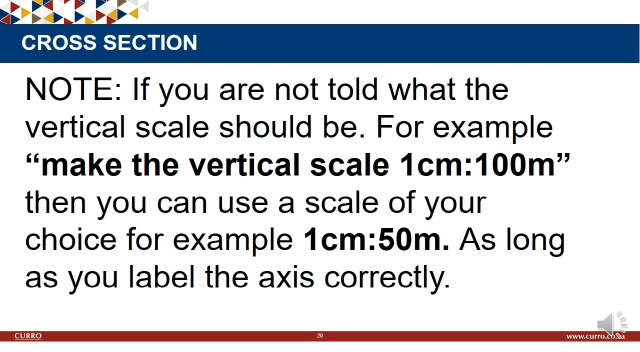 CROSS SECTION
NOTE: If you are not told what the
vertical scale should be. For example
“make the vertical scale 1cm:100m”
then you can use a scale of your
choice for example 1cm:50m. As long
as you label the axis correctly.
CURRO
20
www.curro.co.za